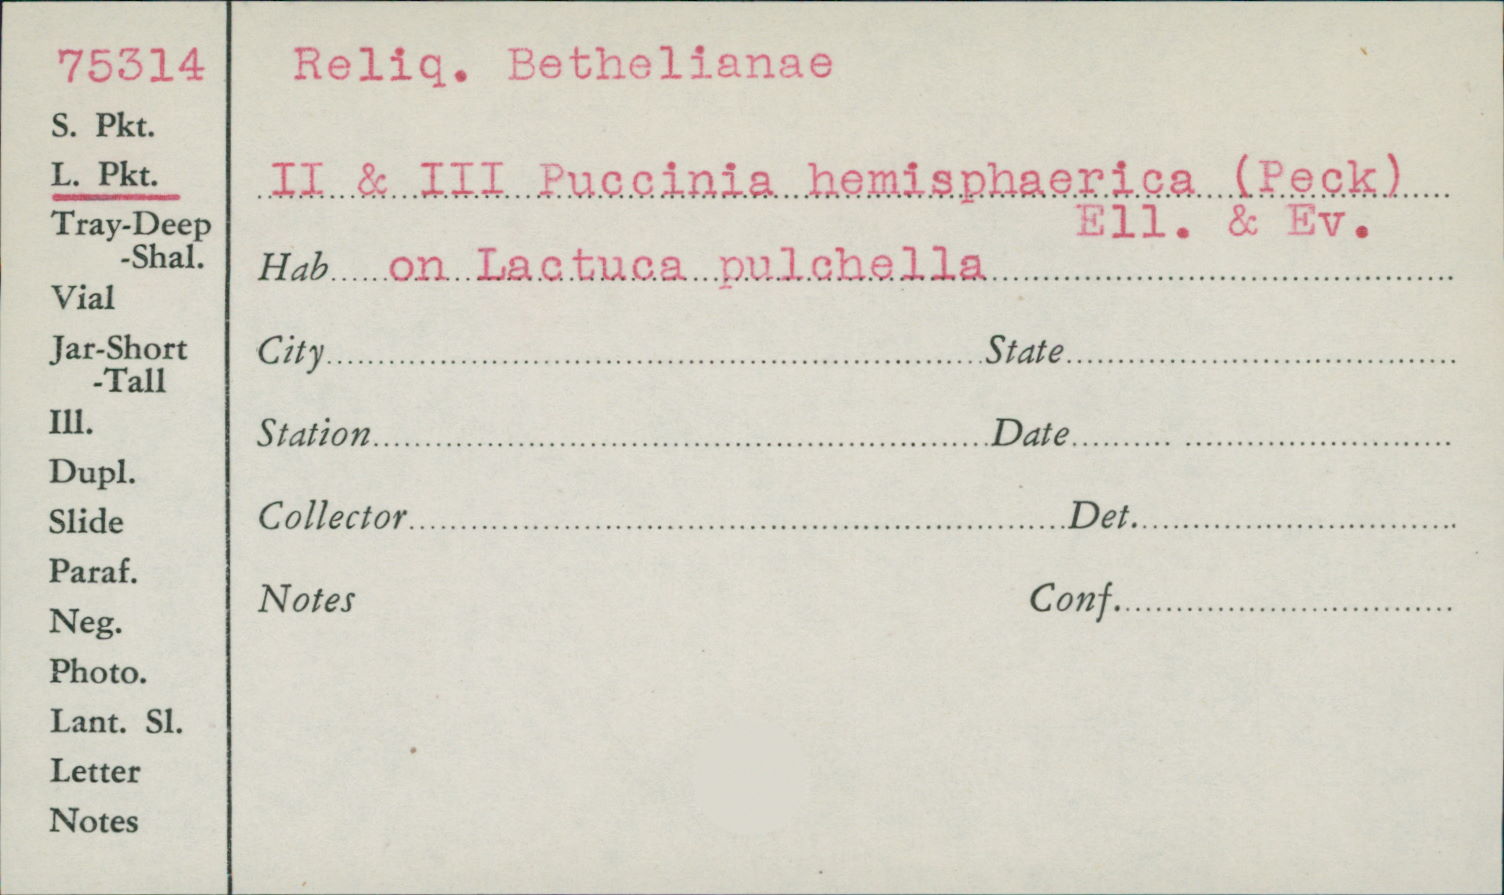 75314
S. Pkt.
L. Pkt.
Tray-Deep
-Shal.
Vial
Jar-Short
-Tall
Ill.
Dupl.
Slide
Paraf.
Neg.
Photo.
Lant. Sl.
Letter
Notes
Reliq. Bethelianae
II & III Puccinia hemisphaerica (Peck)
Ell. & Ev.
Hab on Lactuca pulchella
City State
Station Date
Collector Det.
Notes Conf.